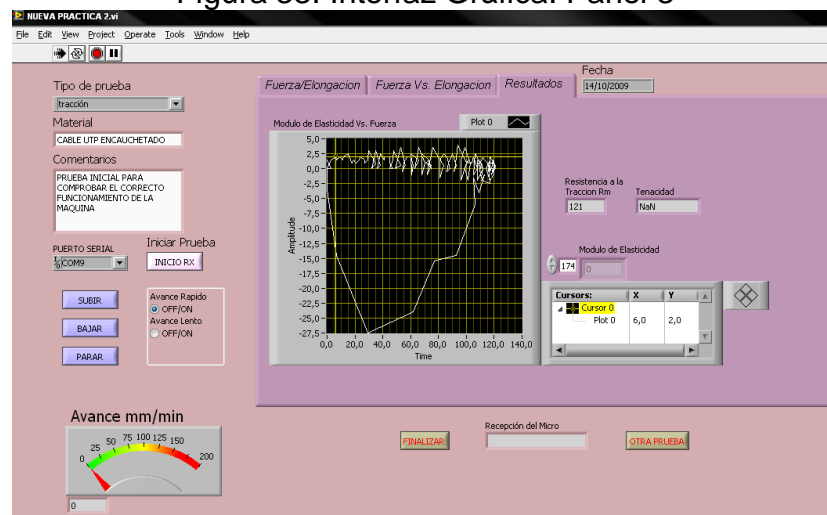 NUEVA PRACTICA 2.vi
File Edit View Project Operate Tools Window Help
Tipo de prueba
tracción
Material
CABLE UTP ENCAUCHETADO
Comentarios
PRUEBA INICIAL PARA
COMPROBAR EL CORRECTO
FUNCIONAMIENTO DE LA
MAQUINA
PUERTO SERIAL
COM9
Iniciar Prueba
INICIO RX
SUBIR
BAJAR
PARAR
Avance Rapido
OFF/ON
Avance Lento
OFF/ON
Avance mm/min
0 25 50 75 100 125 150 200
0
Fuerza/Elongacion Fuerza Vs. Elongacion Resultados
Fecha
14/10/2009
Modulo de Elasticidad Vs. Fuerza
Plot 0
Amplitude
5,0
2,5
0,0
-2,5
-5,0
-7,5
-10,0
-12,5
-15,0
-17,5
-20,0
-22,5
-25,0
-27,5
0,0 20,0 40,0 60,0 80,0 100,0 120,0 140,0
Time
Resistencia a la
Traccion Rm
121
Tenacidad
NaN
Modulo de Elasticidad
174 0
Cursors: X Y
Cursor 0
Plot 0 6,0 2,0
FINALIZAR
Recepción del Micro
OTRA PRUEBA